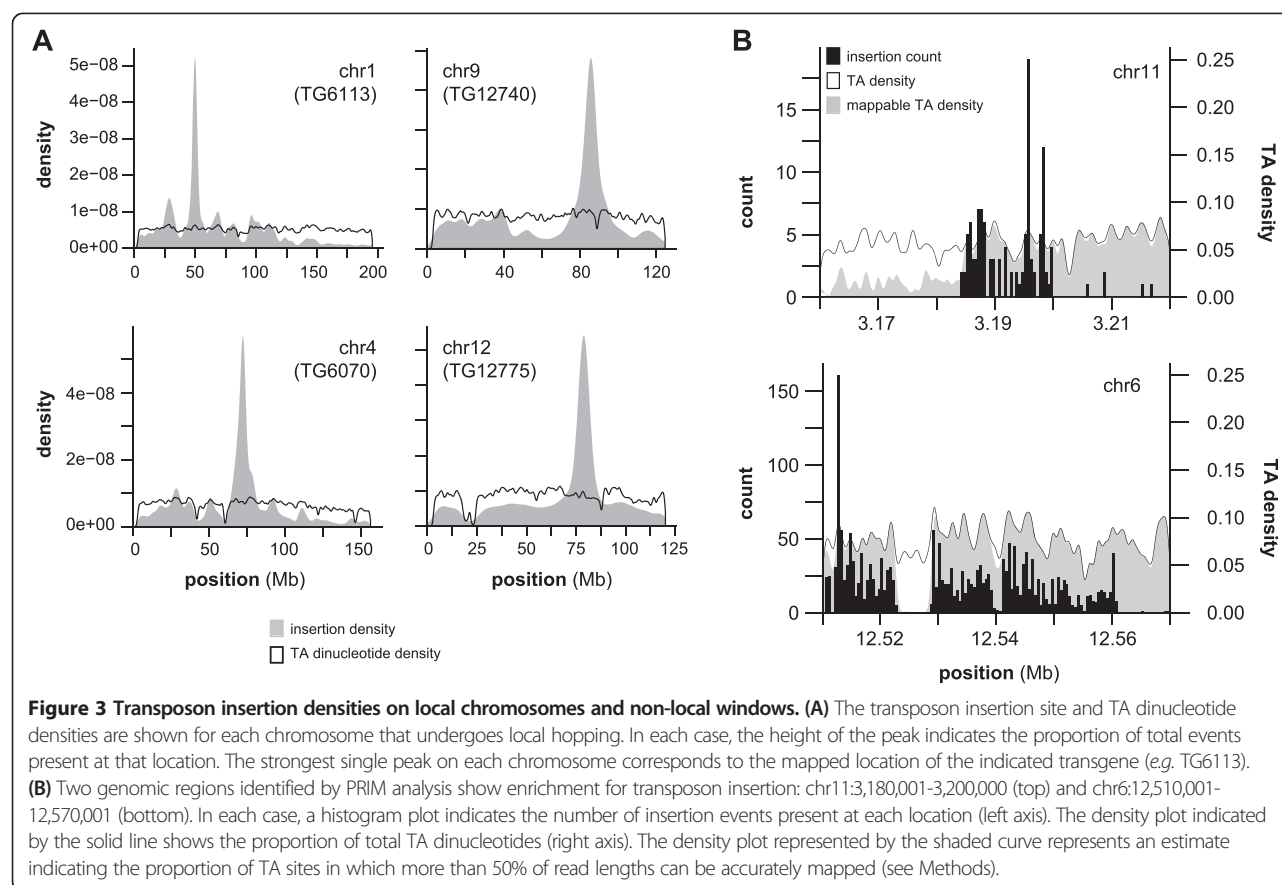 A
chr1
(TG6113)
density
5e−08
4e−08
3e−08
2e−08
1e−08
0e+00
0 50 100 150 200
chr9
(TG12740)
0 40 80 120
chr4
(TG6070)
density
4e−08
2e−08
0e+00
0 50 100 150
position (Mb)
chr12
(TG12775)
0 25 50 75 100 125
position (Mb)
insertion density
TA dinucleotide density
B
insertion count
TA density
mappable TA density
chr11
count
15
10
5
0
0.25
0.20
0.15
0.10
0.05
0.00
TA density
3.17 3.19 3.21
chr6
count
150
100
50
0
0.25
0.20
0.15
0.10
0.05
0.00
TA density
12.52 12.54 12.56
position (Mb)
Figure 3 Transposon insertion densities on local chromosomes and non-local windows. (A) The transposon insertion site and TA dinucleotide
densities are shown for each chromosome that undergoes local hopping. In each case, the height of the peak indicates the proportion of total events
present at that location. The strongest single peak on each chromosome corresponds to the mapped location of the indicated transgene (e.g. TG6113).
(B) Two genomic regions identified by PRIM analysis show enrichment for transposon insertion: chr11:3,180,001-3,200,000 (top) and chr6:12,510,001-
12,570,001 (bottom). In each case, a histogram plot indicates the number of insertion events present at each location (left axis). The density plot indicated
by the solid line shows the proportion of total TA dinucleotides (right axis). The density plot represented by the shaded curve represents an estimate
indicating the proportion of TA sites in which more than 50% of read lengths can be accurately mapped (see Methods).